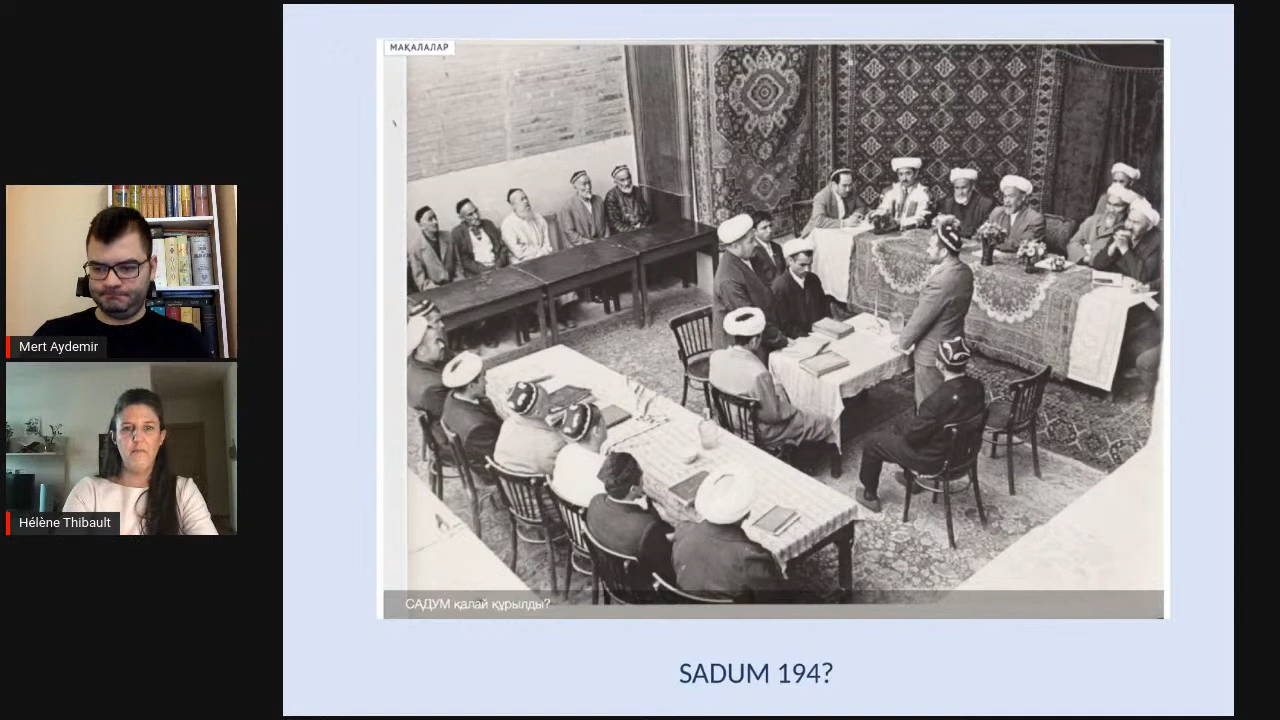 МАҚАЛАЛАР
САДУМ қалай құрылды?
SADUM 194?
Mert Aydemir
Hélène Thibault